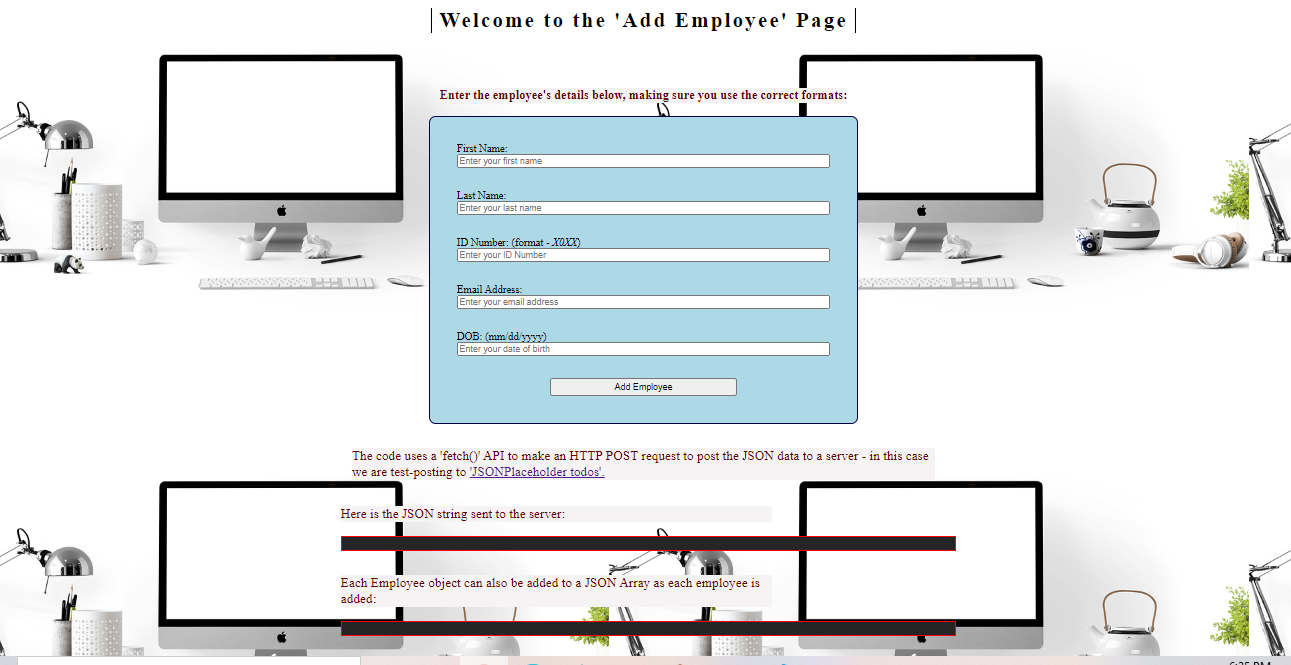 Welcome to the 'Add Employee' Page
Enter the employee's details below, making sure you use the correct formats:
First Name:
Enter your first name
Last Name:
Enter your last name
ID Number: (format - X0XX)
Enter your ID Number
Email Address:
Enter your email address
DOB: (mm/dd/yyyy)
Enter your date of birth
Add Employee
The code uses a 'fetch()' API to make an HTTP POST request to post the JSON data to a server - in this case
we are test-posting to 'JSONPlaceholder todos'.
Here is the JSON string sent to the server:
Each Employee object can also be added to a JSON Array as each employee is
added: